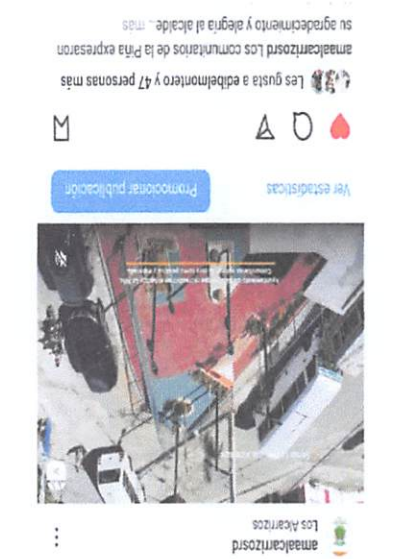 amaalcarrizosrd
Los Alcarrizos
Ver estadísticas
Promocionar publicación
Les gusta a edibelmontero y 47 personas más
amaalcarrizosrd Los comunitarios de la Piña expresaron
su agradecimiento y alegría al alcalde... más